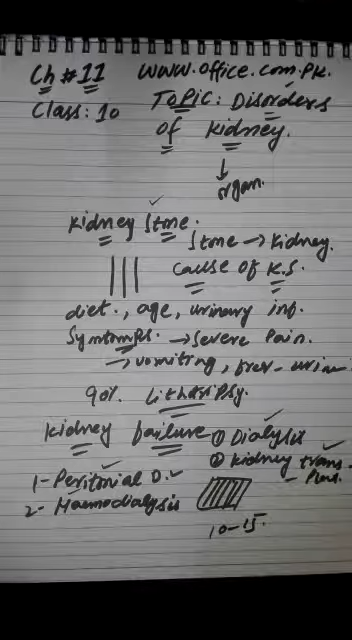 Ch # 11 www.office.com.PK.
Class: 10 Topic: Disorders
of kidney.
↓
organ.
kidney Stone.
Stone → kidney.
cause of K.S.
diet., age, urinary inf.
Symtomps. → Severe Pain.
→ vomiting, frev- urine
90%. Lithotripsy.
kidney failure ① Dialysis
② kidney trans-
- Plant.
1- Peritonial D.
2- Haemodialysis
10-15.